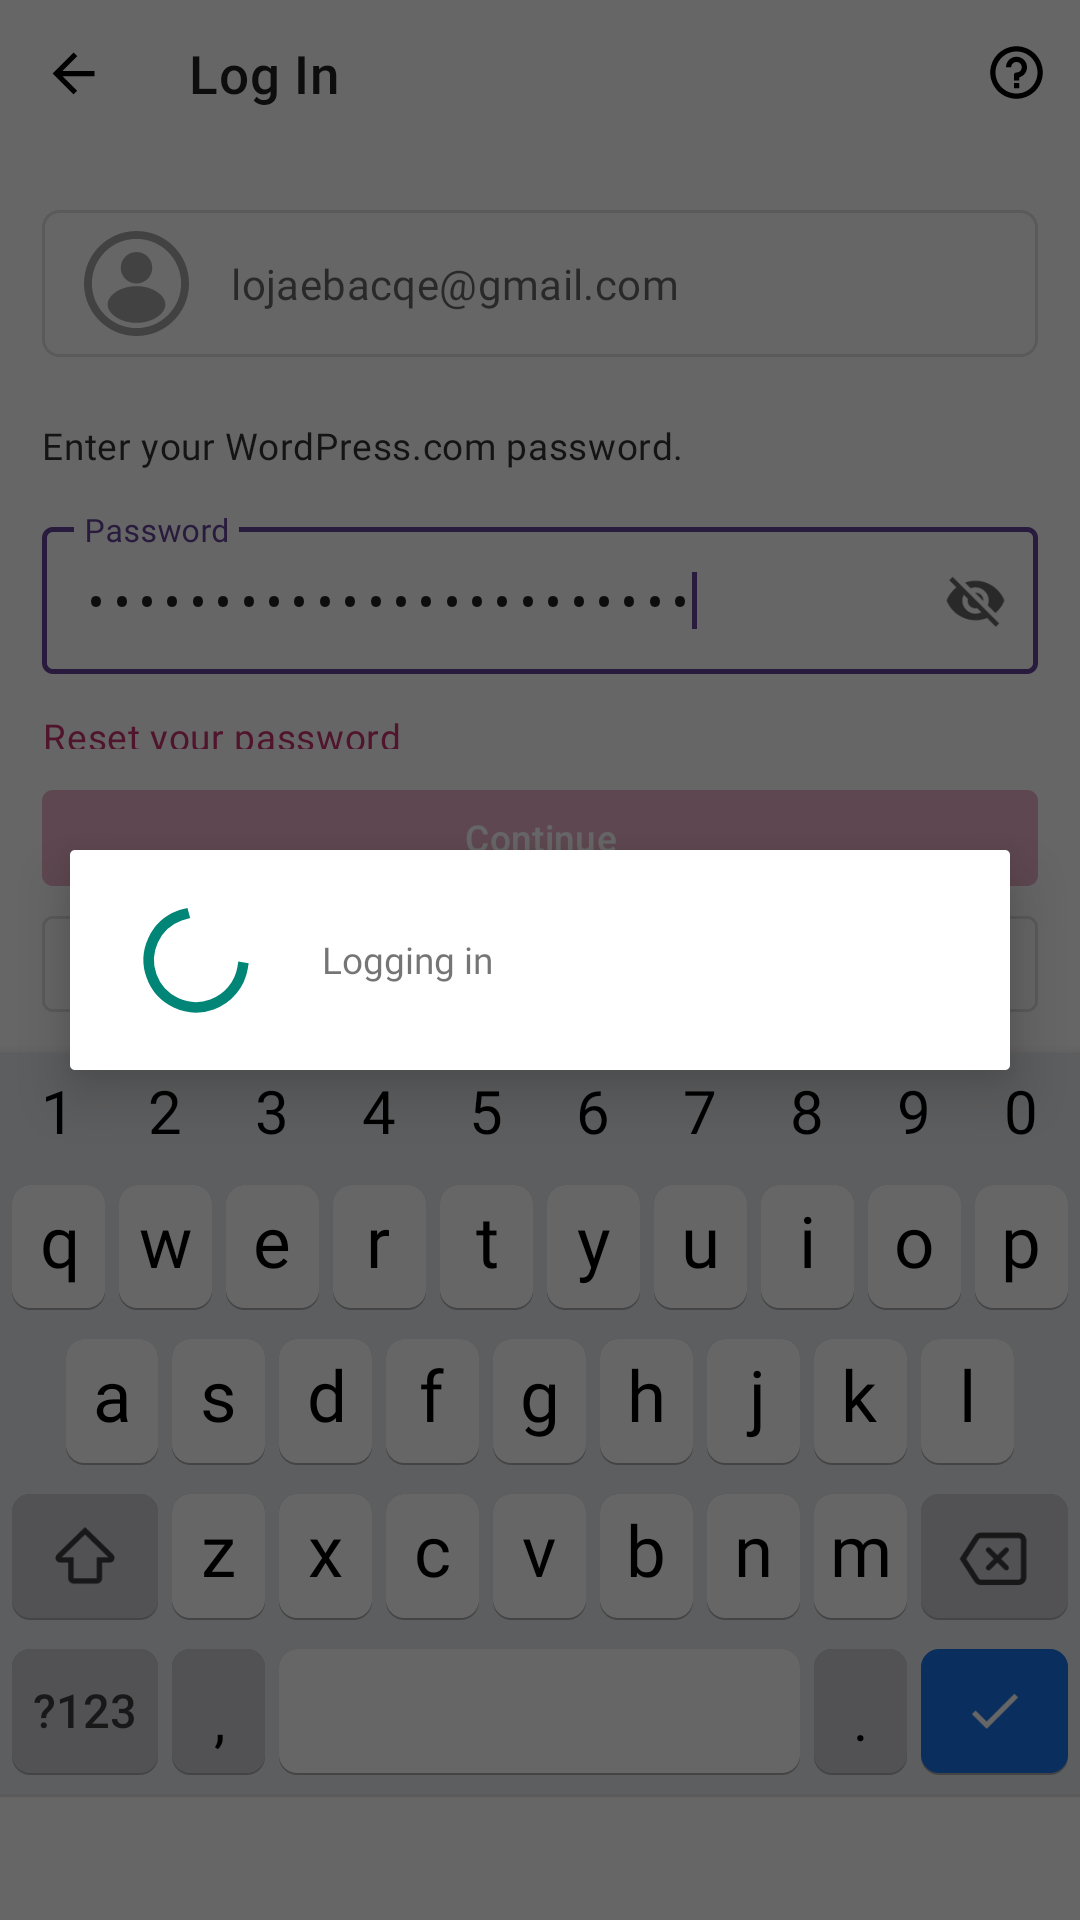 Log In
lojaebacqe@gmail.com
Enter your WordPress.com password.
Password
Reset your password
Continue
Logging in
1 2 3 4 5 6 7 8 9 0
q w e r t y u i o p
a s d f g h j k l
z x c v b n m
?123 , .